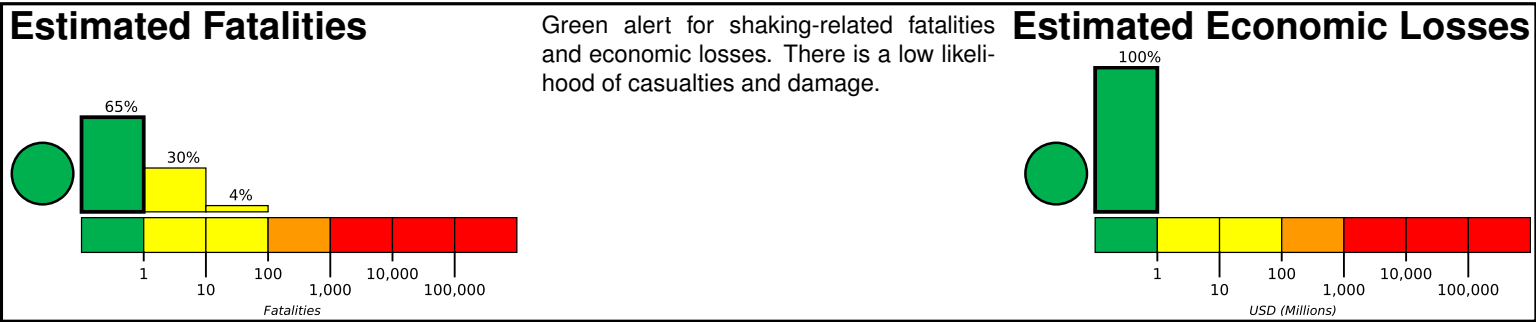 Estimated Fatalities
65%
30%
4%
1
10
100
1,000
10,000
100,000
Fatalities
Green alert for shaking-related fatalities
and economic losses. There is a low likeli-
hood of casualties and damage.
Estimated Economic Losses
100%
1
10
100
1,000
10,000
100,000
USD (Millions)